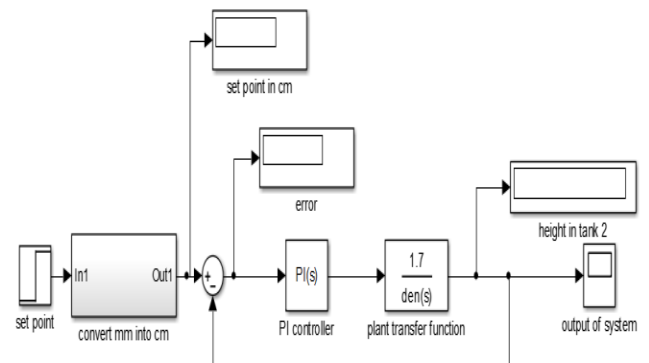 set point in cm
error
height in tank 2
In1
Out1
+
-
PI(s)
1.7
den(s)
set point
convert mm into cm
PI controller
plant transfer function
output of system